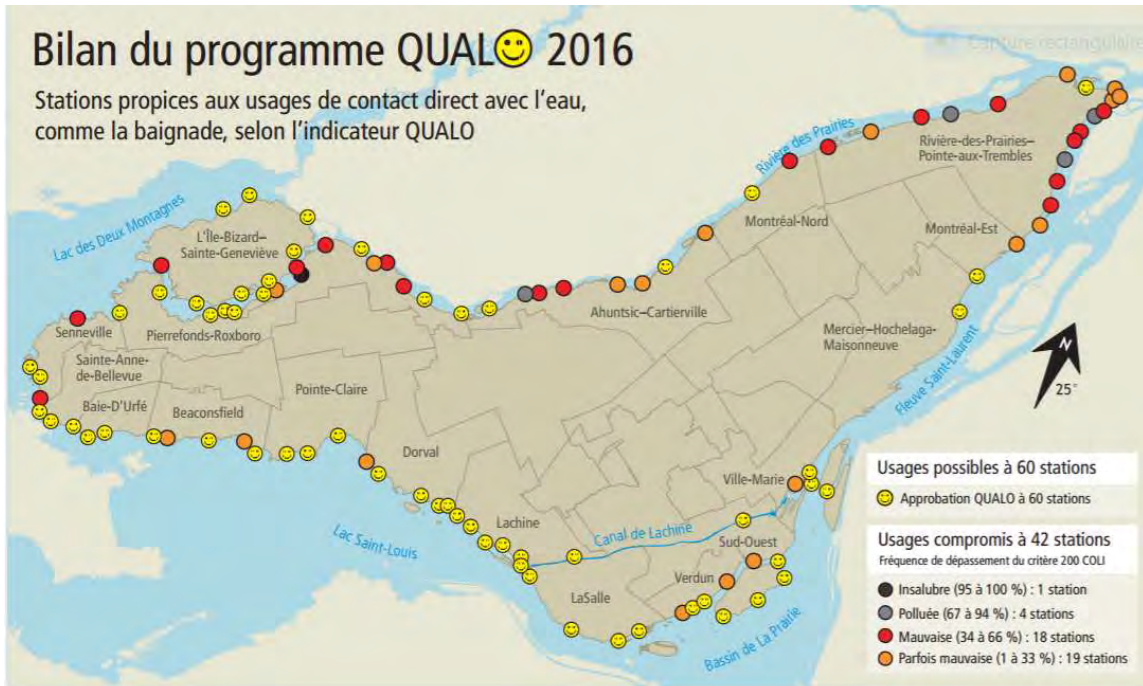 Bilan du programme QUALO 2016
Capture rectangulaire
Stations propices aux usages de contact direct avec l'eau,
comme la baignade, selon l'indicateur QUALO
Rivière des Prairies
Rivière-des-Prairies–
Pointe-aux-Trembles
Lac des Deux Montagnes
Montréal-Nord
L'Île-Bizard–
Sainte-Geneviève
Montréal-Est
Ahuntsic–Cartierville
Senneville
Pierrefonds-Roxboro
Mercier–Hochelaga-
Maisonneuve
Fleuve Saint-Laurent
N
25°
Sainte-Anne-
de-Bellevue
Pointe-Claire
Baie-D'Urfé
Beaconsfield
Dorval
Ville-Marie
Lachine
Canal de Lachine
Lac Saint-Louis
Sud-Ouest
Verdun
LaSalle
Bassin de La Prairie
Usages possibles à 60 stations
Approbation QUALO à 60 stations
Usages compromis à 42 stations
Fréquence de dépassement du critère 200 COLI
Insalubre (95 à 100 %) : 1 station
Polluée (67 à 94 %) : 4 stations
Mauvaise (34 à 66 %) : 18 stations
Parfois mauvaise (1 à 33 %) : 19 stations